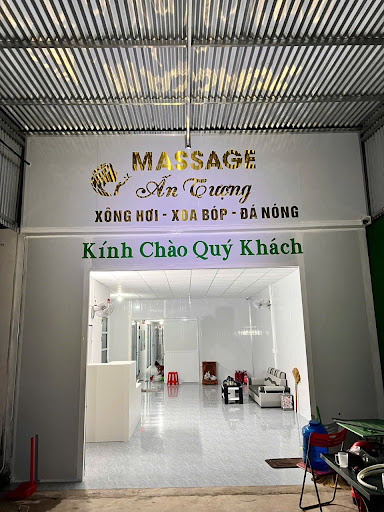 MASSAGE
Ấn Tượng
XÔNG HƠI - XOA BÓP - ĐÁ NÓNG
Kính Chào Quý Khách